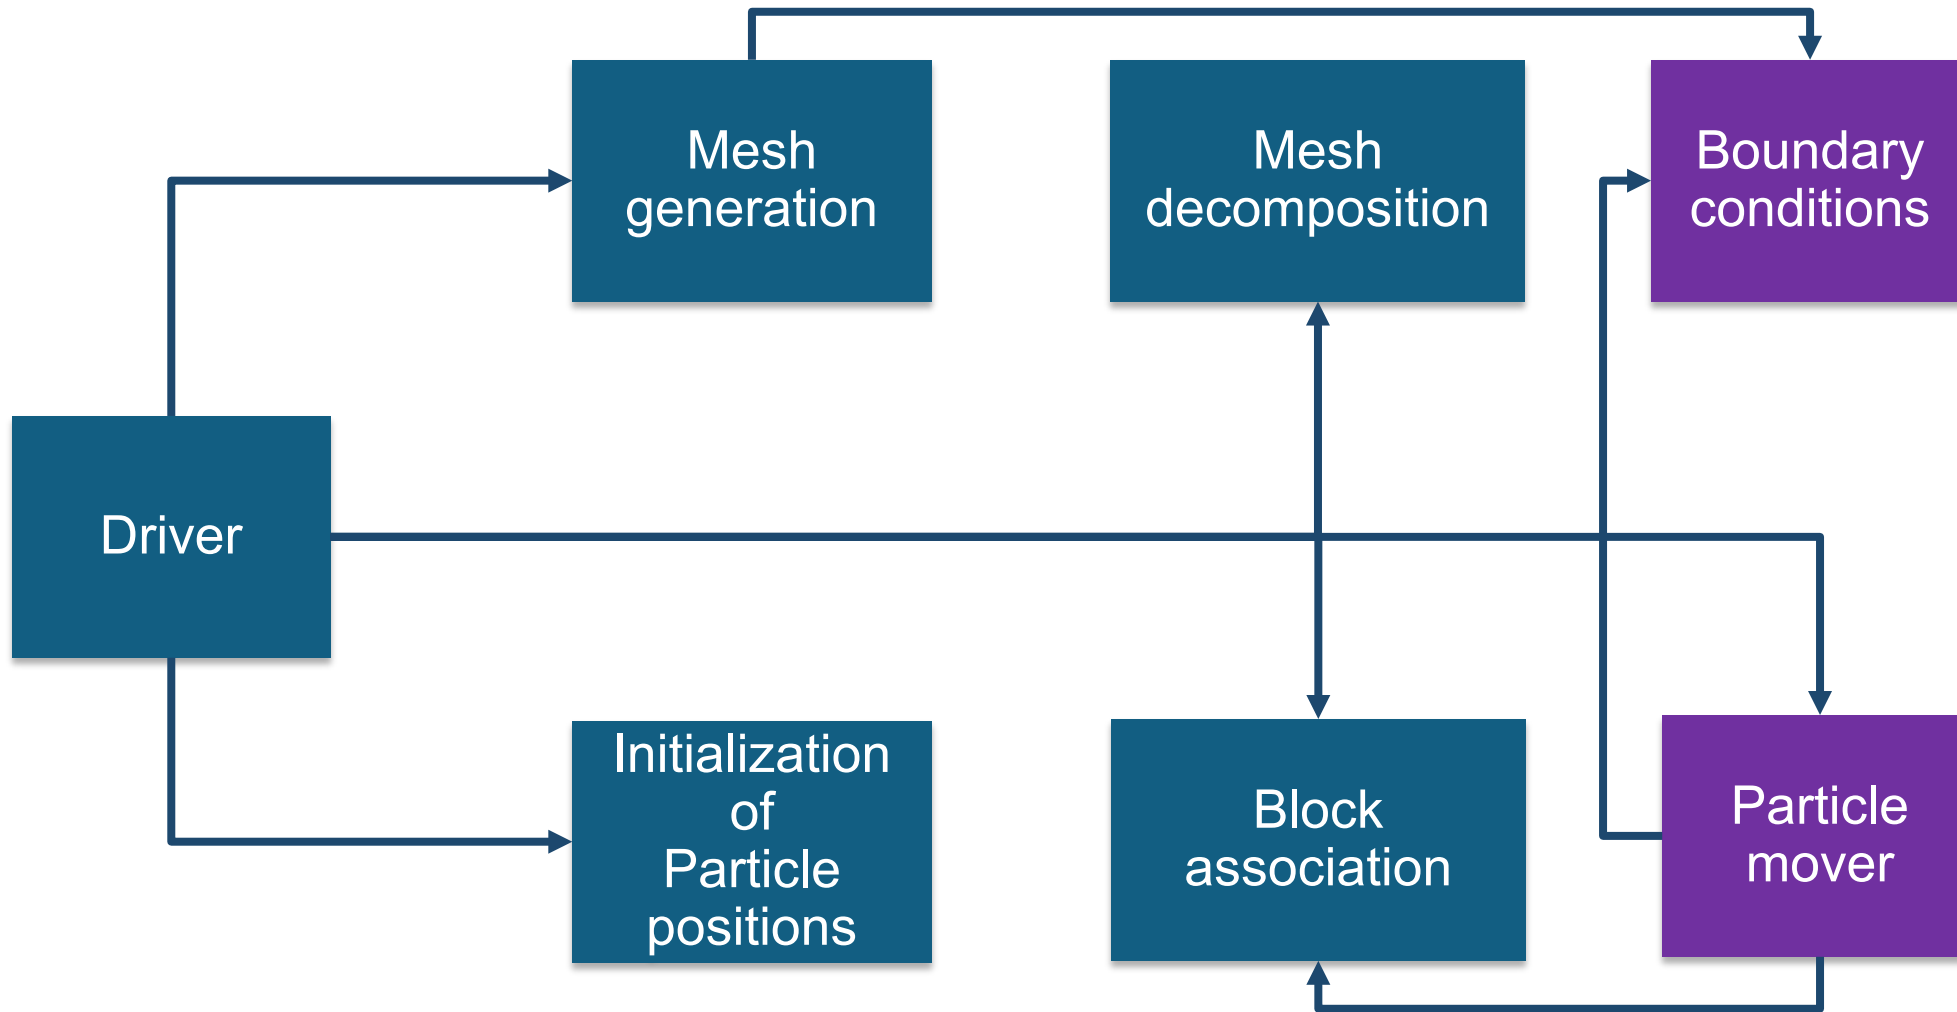 Mesh
generation
Mesh
decomposition
Boundary
conditions
Driver
Initialization
of
Particle
positions
Block
association
Particle
mover